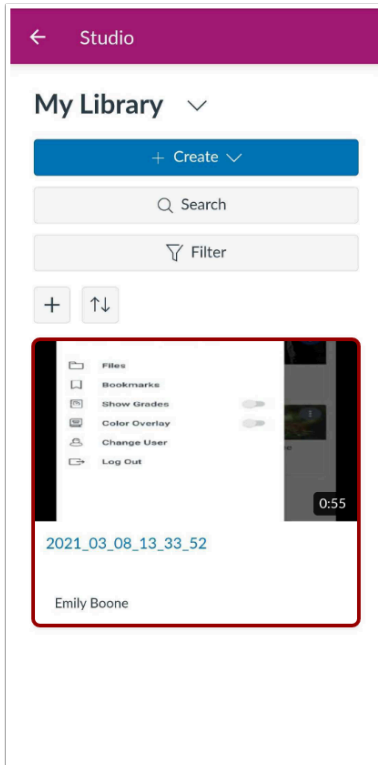 Studio
My Library
+ Create
Search
Filter
Files
Bookmarks
Show Grades
Color Overlay
Change User
Log Out
0:55
2021_03_08_13_33_52
Emily Boone